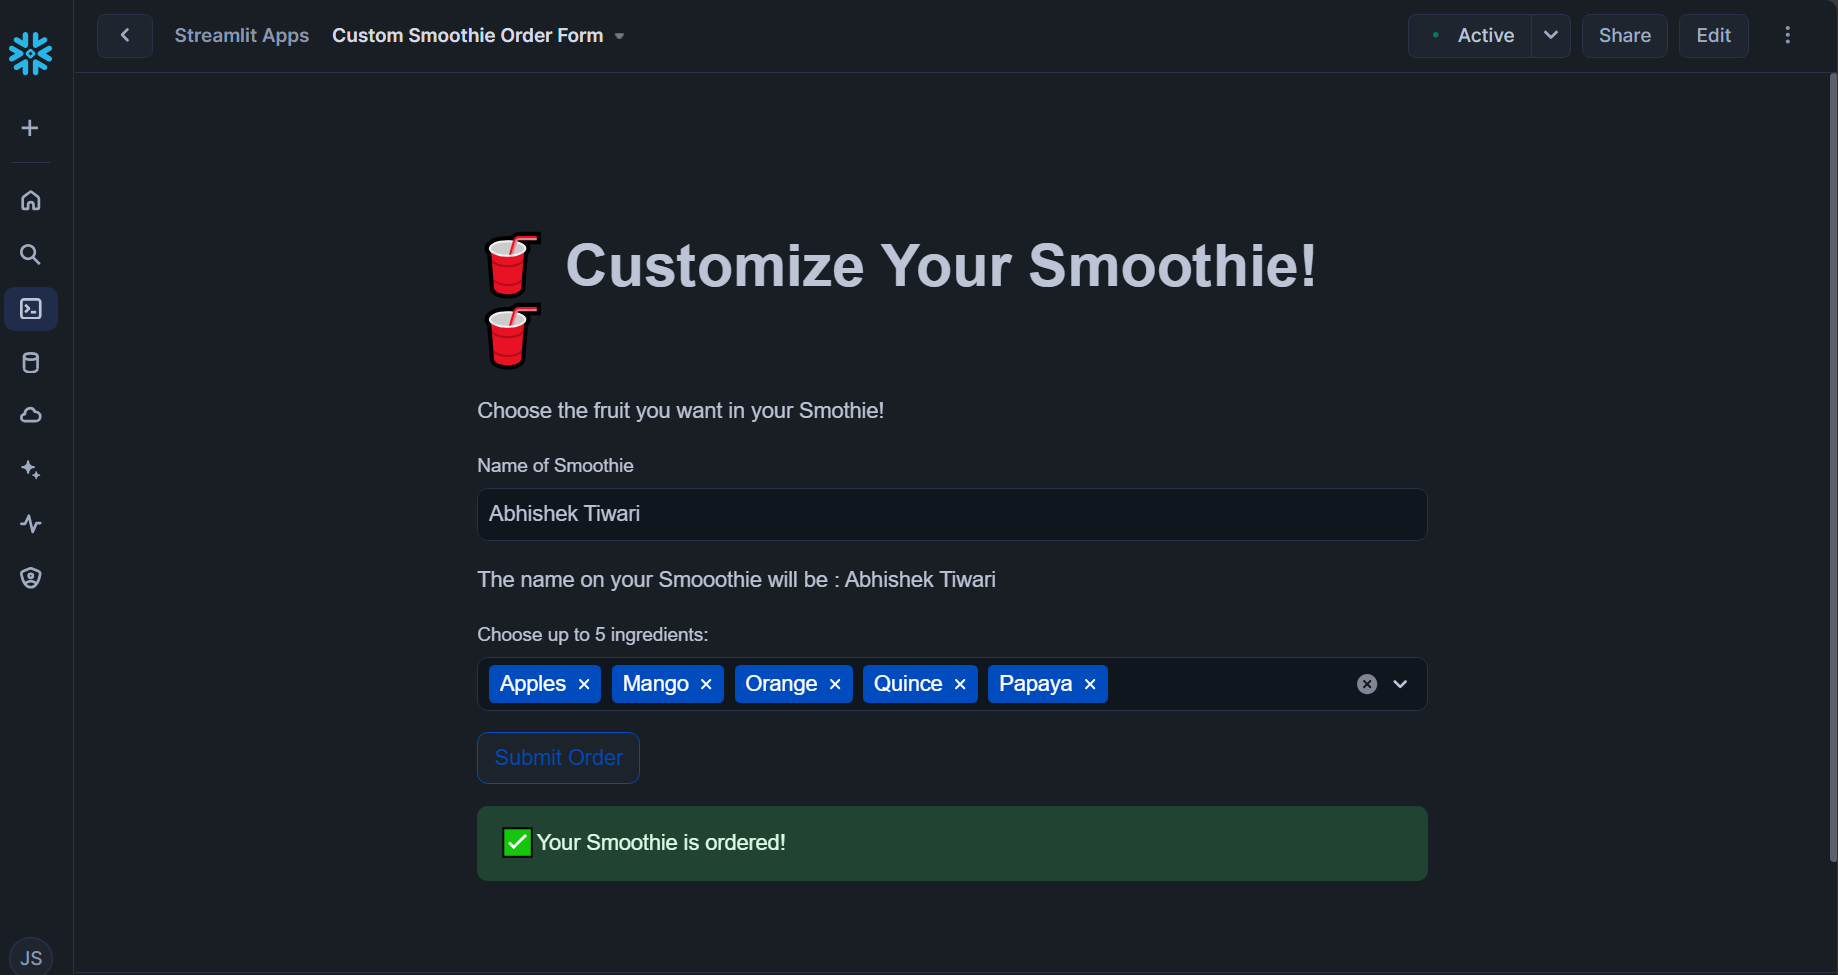 Streamlit Apps Custom Smoothie Order Form Active Share Edit
Customize Your Smoothie!
Choose the fruit you want in your Smothie!
Name of Smoothie
Abhishek Tiwari
The name on your Smooothie will be : Abhishek Tiwari
Choose up to 5 ingredients:
Apples Mango Orange Quince Papaya
Submit Order
Your Smoothie is ordered!
JS